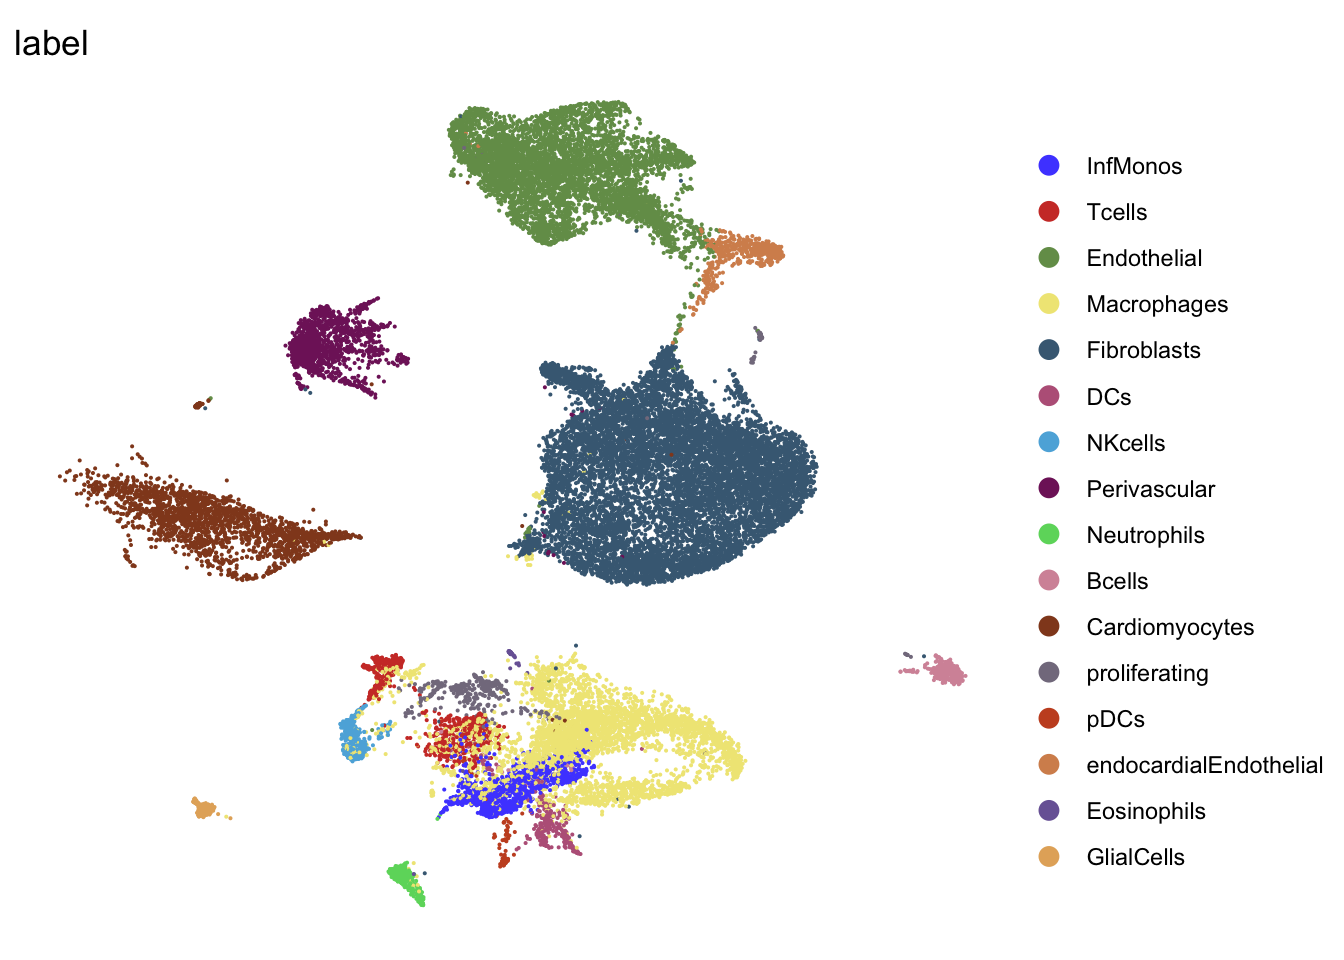 label
InfMonos
Tcells
Endothelial
Macrophages
Fibroblasts
DCs
NKcells
Perivascular
Neutrophils
Bcells
Cardiomyocytes
proliferating
pDCs
endocardialEndothelial
Eosinophils
GlialCells